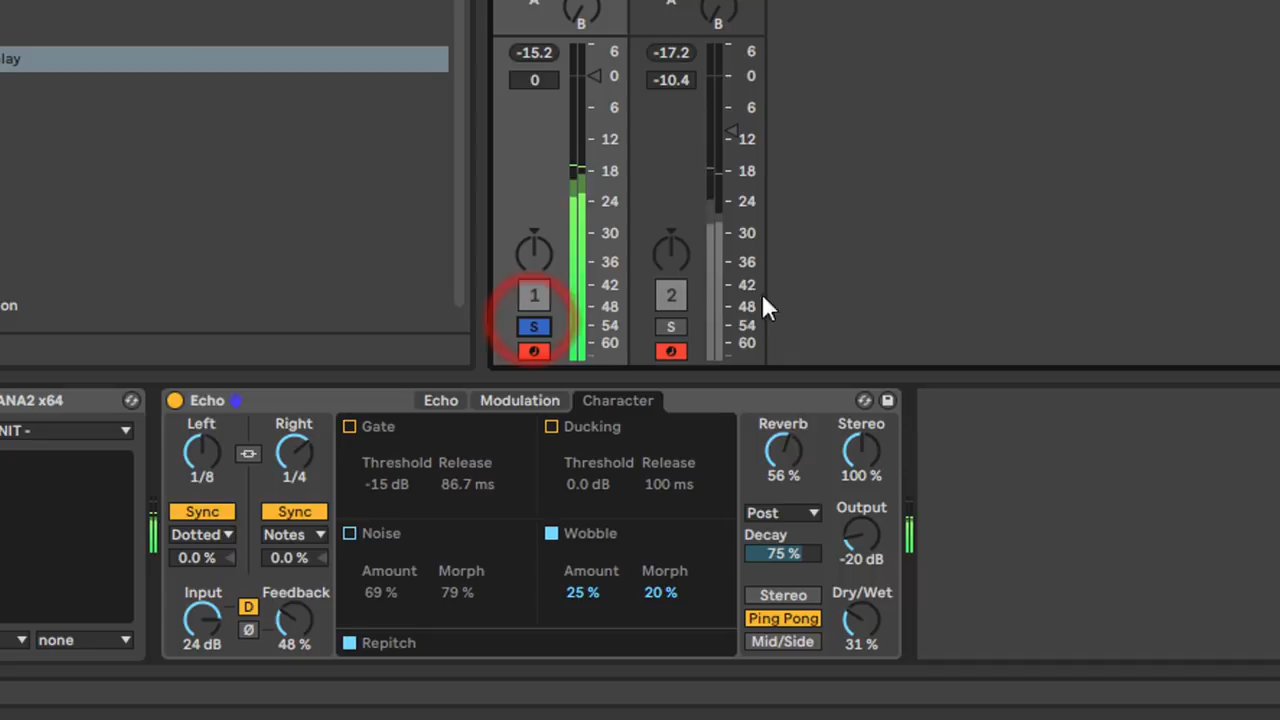 A A
B B
lay
-15.2 6 -17.2 6
0 0 -10.4 0
6 6
12 12
18 18
24 24
30 30
36 36
1 42 2 42
on 48 48
S 54 S 54
60 60
ANA2 x64 Echo Echo Modulation Character
NIT - Left Right Gate Ducking Reverb Stereo
Threshold Release Threshold Release
1/8 1/4 -15 dB 86.7 ms 0.0 dB 100 ms 56 % 100 %
Sync Sync Post Output
Dotted Notes Noise Wobble Decay
0.0 % 0.0 % 75 % -20 dB
Amount Morph Amount Morph
Input D Feedback 69 % 79 % 25 % 20 % Stereo Dry/Wet
Ø Ping Pong
none 24 dB 48 % Repitch Mid/Side 31 %